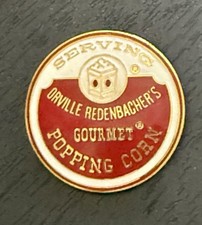 SERVING
®
ORVILLE REDENBACHER'S
GOURMET®
POPPING CORN